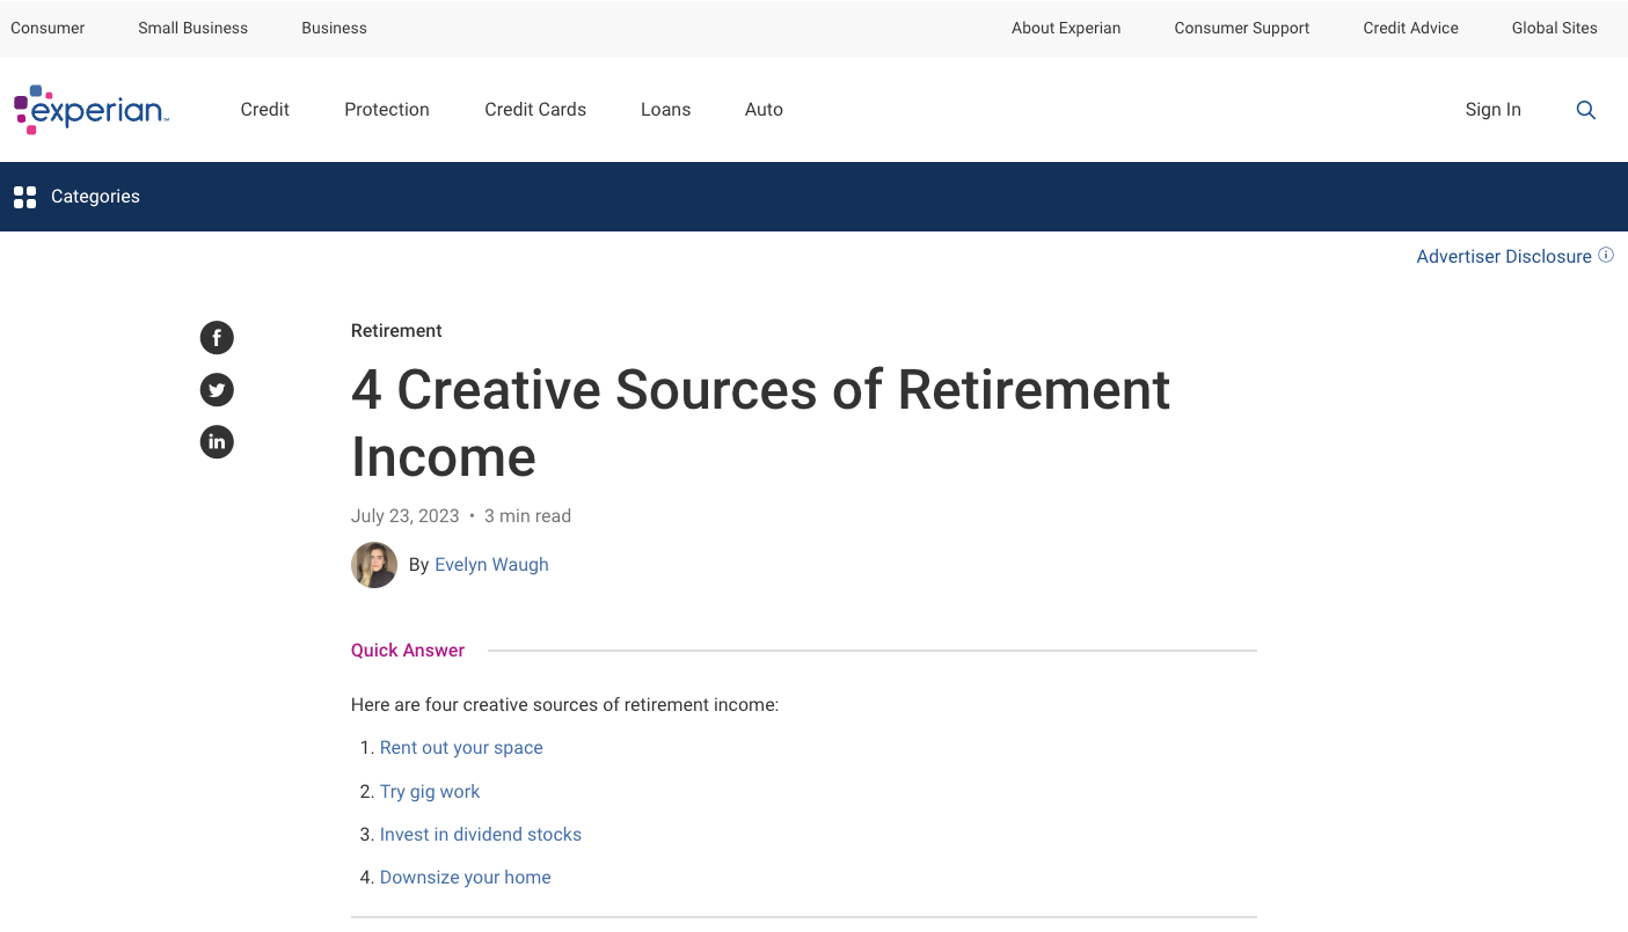 Consumer Small Business Business About Experian Consumer Support Credit Advice Global Sites
experian™ Credit Protection Credit Cards Loans Auto Sign In
Categories
Advertiser Disclosure
Retirement
4 Creative Sources of Retirement
Income
July 23, 2023 • 3 min read
By Evelyn Waugh
Quick Answer
Here are four creative sources of retirement income:
1. Rent out your space
2. Try gig work
3. Invest in dividend stocks
4. Downsize your home